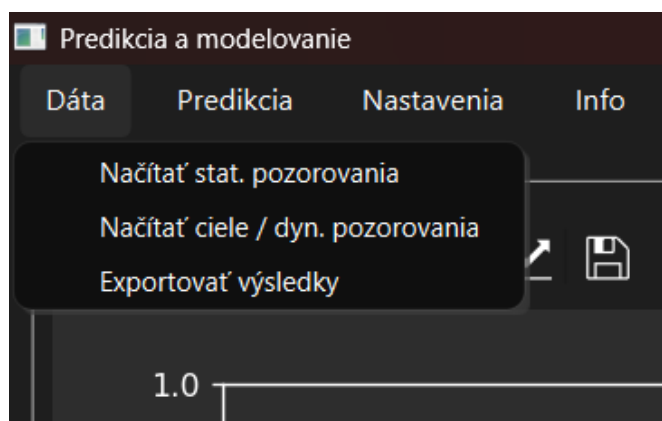 Predikcia a modelovanie
Dáta Predikcia Nastavenia Info
Načítať stat. pozorovania
Načítať ciele / dyn. pozorovania
Exportovať výsledky
1.0